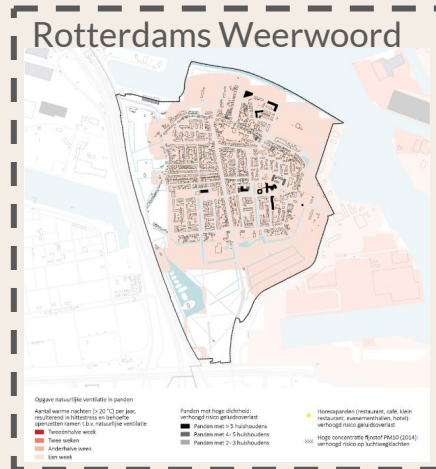 Rotterdams Weerwoord
Opgave natuurlijke ventilatie in panden
Aantal warme nachten (> 20 °C) per jaar,
resulterend in hittestress en behoefte
openzetten ramen t.b.v. natuurlijke ventilatie
Tweeënhalve week
Twee weken
Anderhalve week
Een week
Panden met hoge dichtheid:
verhoogd risico geluidsoverlast
Panden met > 5 huishoudens
Panden met 4- 5 huishoudens
Panden met 2- 3 huishoudens
Horecapanden (restaurant, café, klein
restaurant, evenementhallen, hotel)
verhoogd risico geluidsoverlast
Hoge concentratie fijnstof PM10 (2014):
verhoogd risico op luchtwegklachten